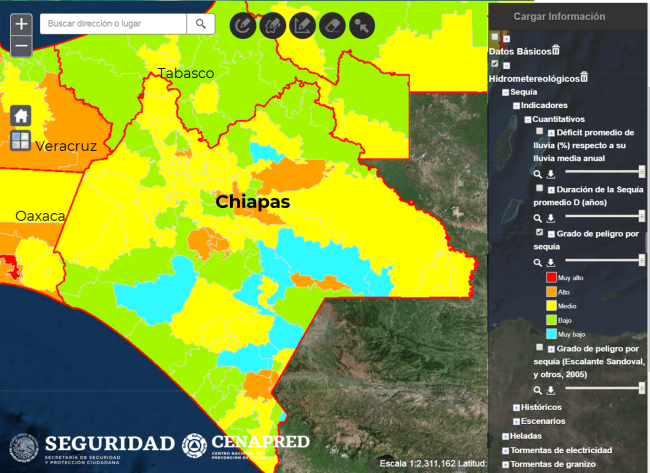 +
−
Buscar dirección o lugar
Tabasco
Veracruz
Chiapas
Oaxaca
SEGURIDAD
SECRETARÍA DE SEGURIDAD
Y PROTECCIÓN CIUDADANA
CENAPRED
CENTRO NACIONAL DE
PREVENCIÓN DE
Escala 1:2,311,162 Latitud:
Cargar Información
Datos Básicos
Hidrometereológicos
Sequía
Indicadores
Cuantitativos
Déficit promedio de
lluvia (%) respecto a su
lluvia media anual
Duración de la Sequía
promedio D (años)
Grado de peligro por
sequía
Muy alto
Alto
Medio
Bajo
Muy bajo
Grado de peligro por
sequía (Escalante Sandoval,
y otros, 2005)
Históricos
Escenarios
Heladas
Tormentas de electricidad
Tormentas de granizo